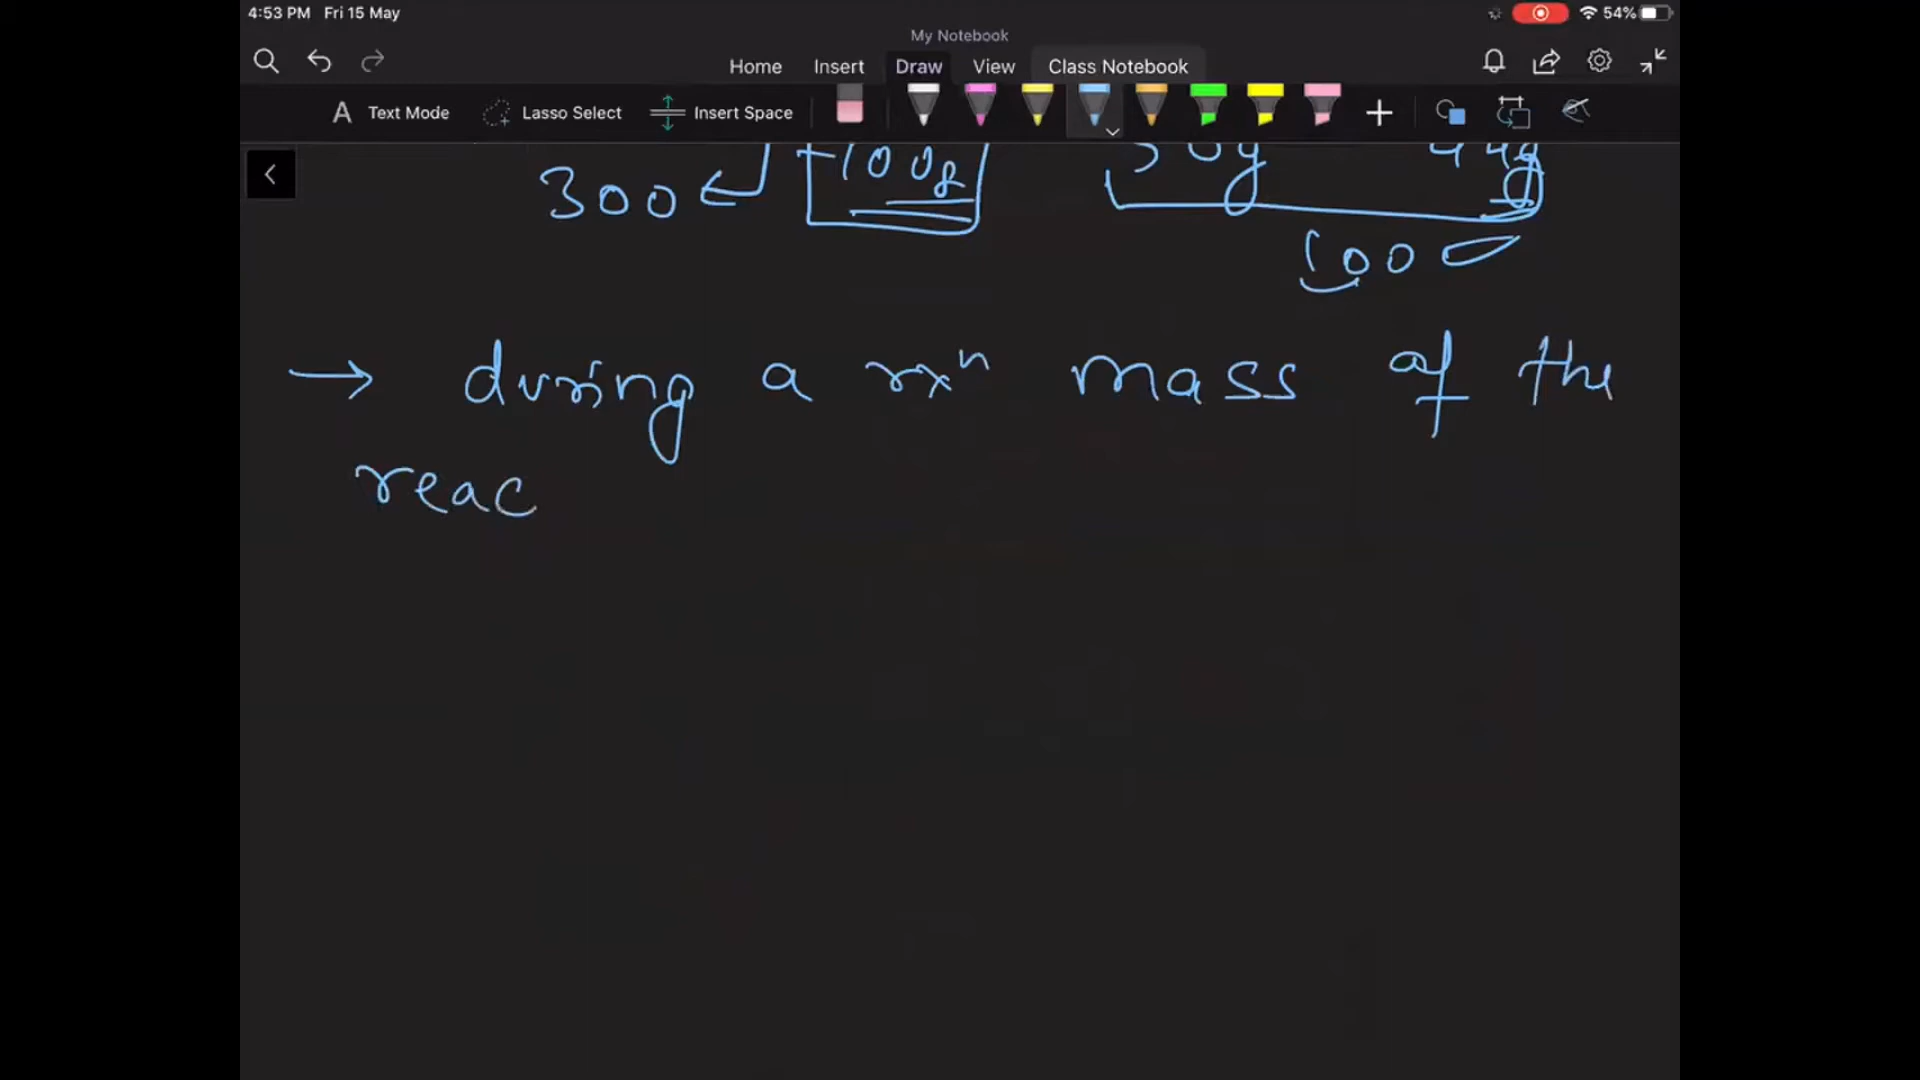 4:53 PM Fri 15 May
54%
My Notebook
Home Insert Draw View Class Notebook
A Text Mode Lasso Select Insert Space
100g
300
100
→ during a rxⁿ mass of the
reac